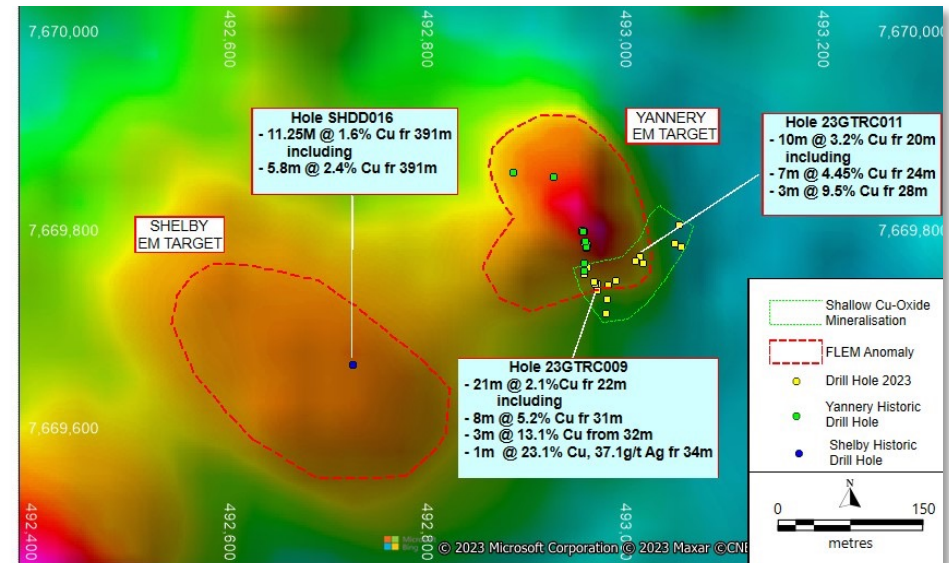 7,670,000
492,600
492,800
493,000
493,200
7,670,000
Hole SHDD016
- 11.25M @ 1.6% Cu fr 391m
including
- 5.8m @ 2.4% Cu fr 391m
YANNERY
EM TARGET
Hole 23GTRC011
- 10m @ 3.2% Cu fr 20m
including
- 7m @ 4.45% Cu fr 24m
- 3m @ 9.5% Cu fr 28m
SHELBY
EM TARGET
7,669,800
7,669,800
Hole 23GTRC009
- 21m @ 2.1%Cu fr 22m
including
- 8m @ 5.2% Cu fr 31m
- 3m @ 13.1% Cu from 32m
- 1m @ 23.1% Cu, 37.1g/t Ag fr 34m
7,669,600
Shallow Cu-Oxide
Mineralisation
FLEM Anomaly
Drill Hole 2023
Yannery Historic
Drill Hole
Shelby Historic
Drill Hole
N
0 150
metres
492,400
492,600
492,800
493,000
Microsoft
Bing
© 2023 Microsoft Corporation © 2023 Maxar ©CNE